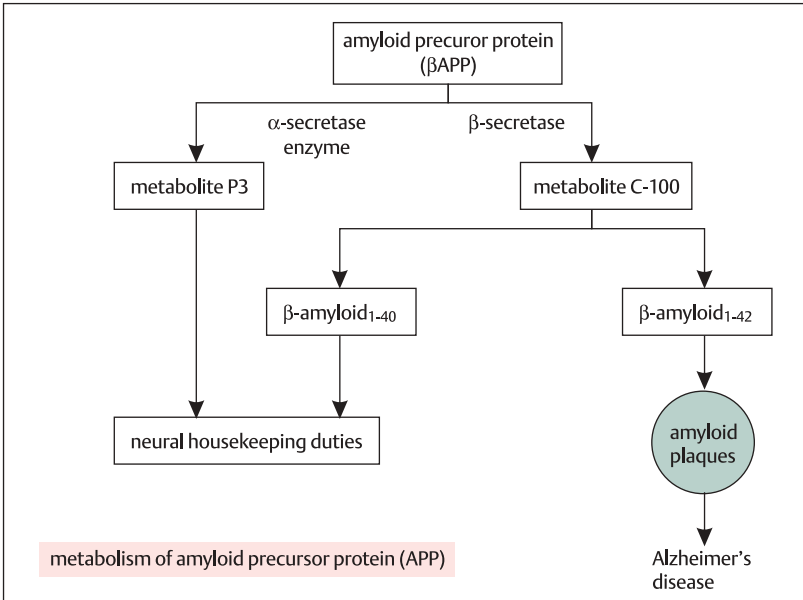 amyloid precuror protein
(βAPP)
α-secretase
enzyme
β-secretase
metabolite P3
metabolite C-100
β-amyloid₁₋₄₀
β-amyloid₁₋₄₂
neural housekeeping duties
amyloid
plaques
metabolism of amyloid precursor protein (APP)
Alzheimer's
disease